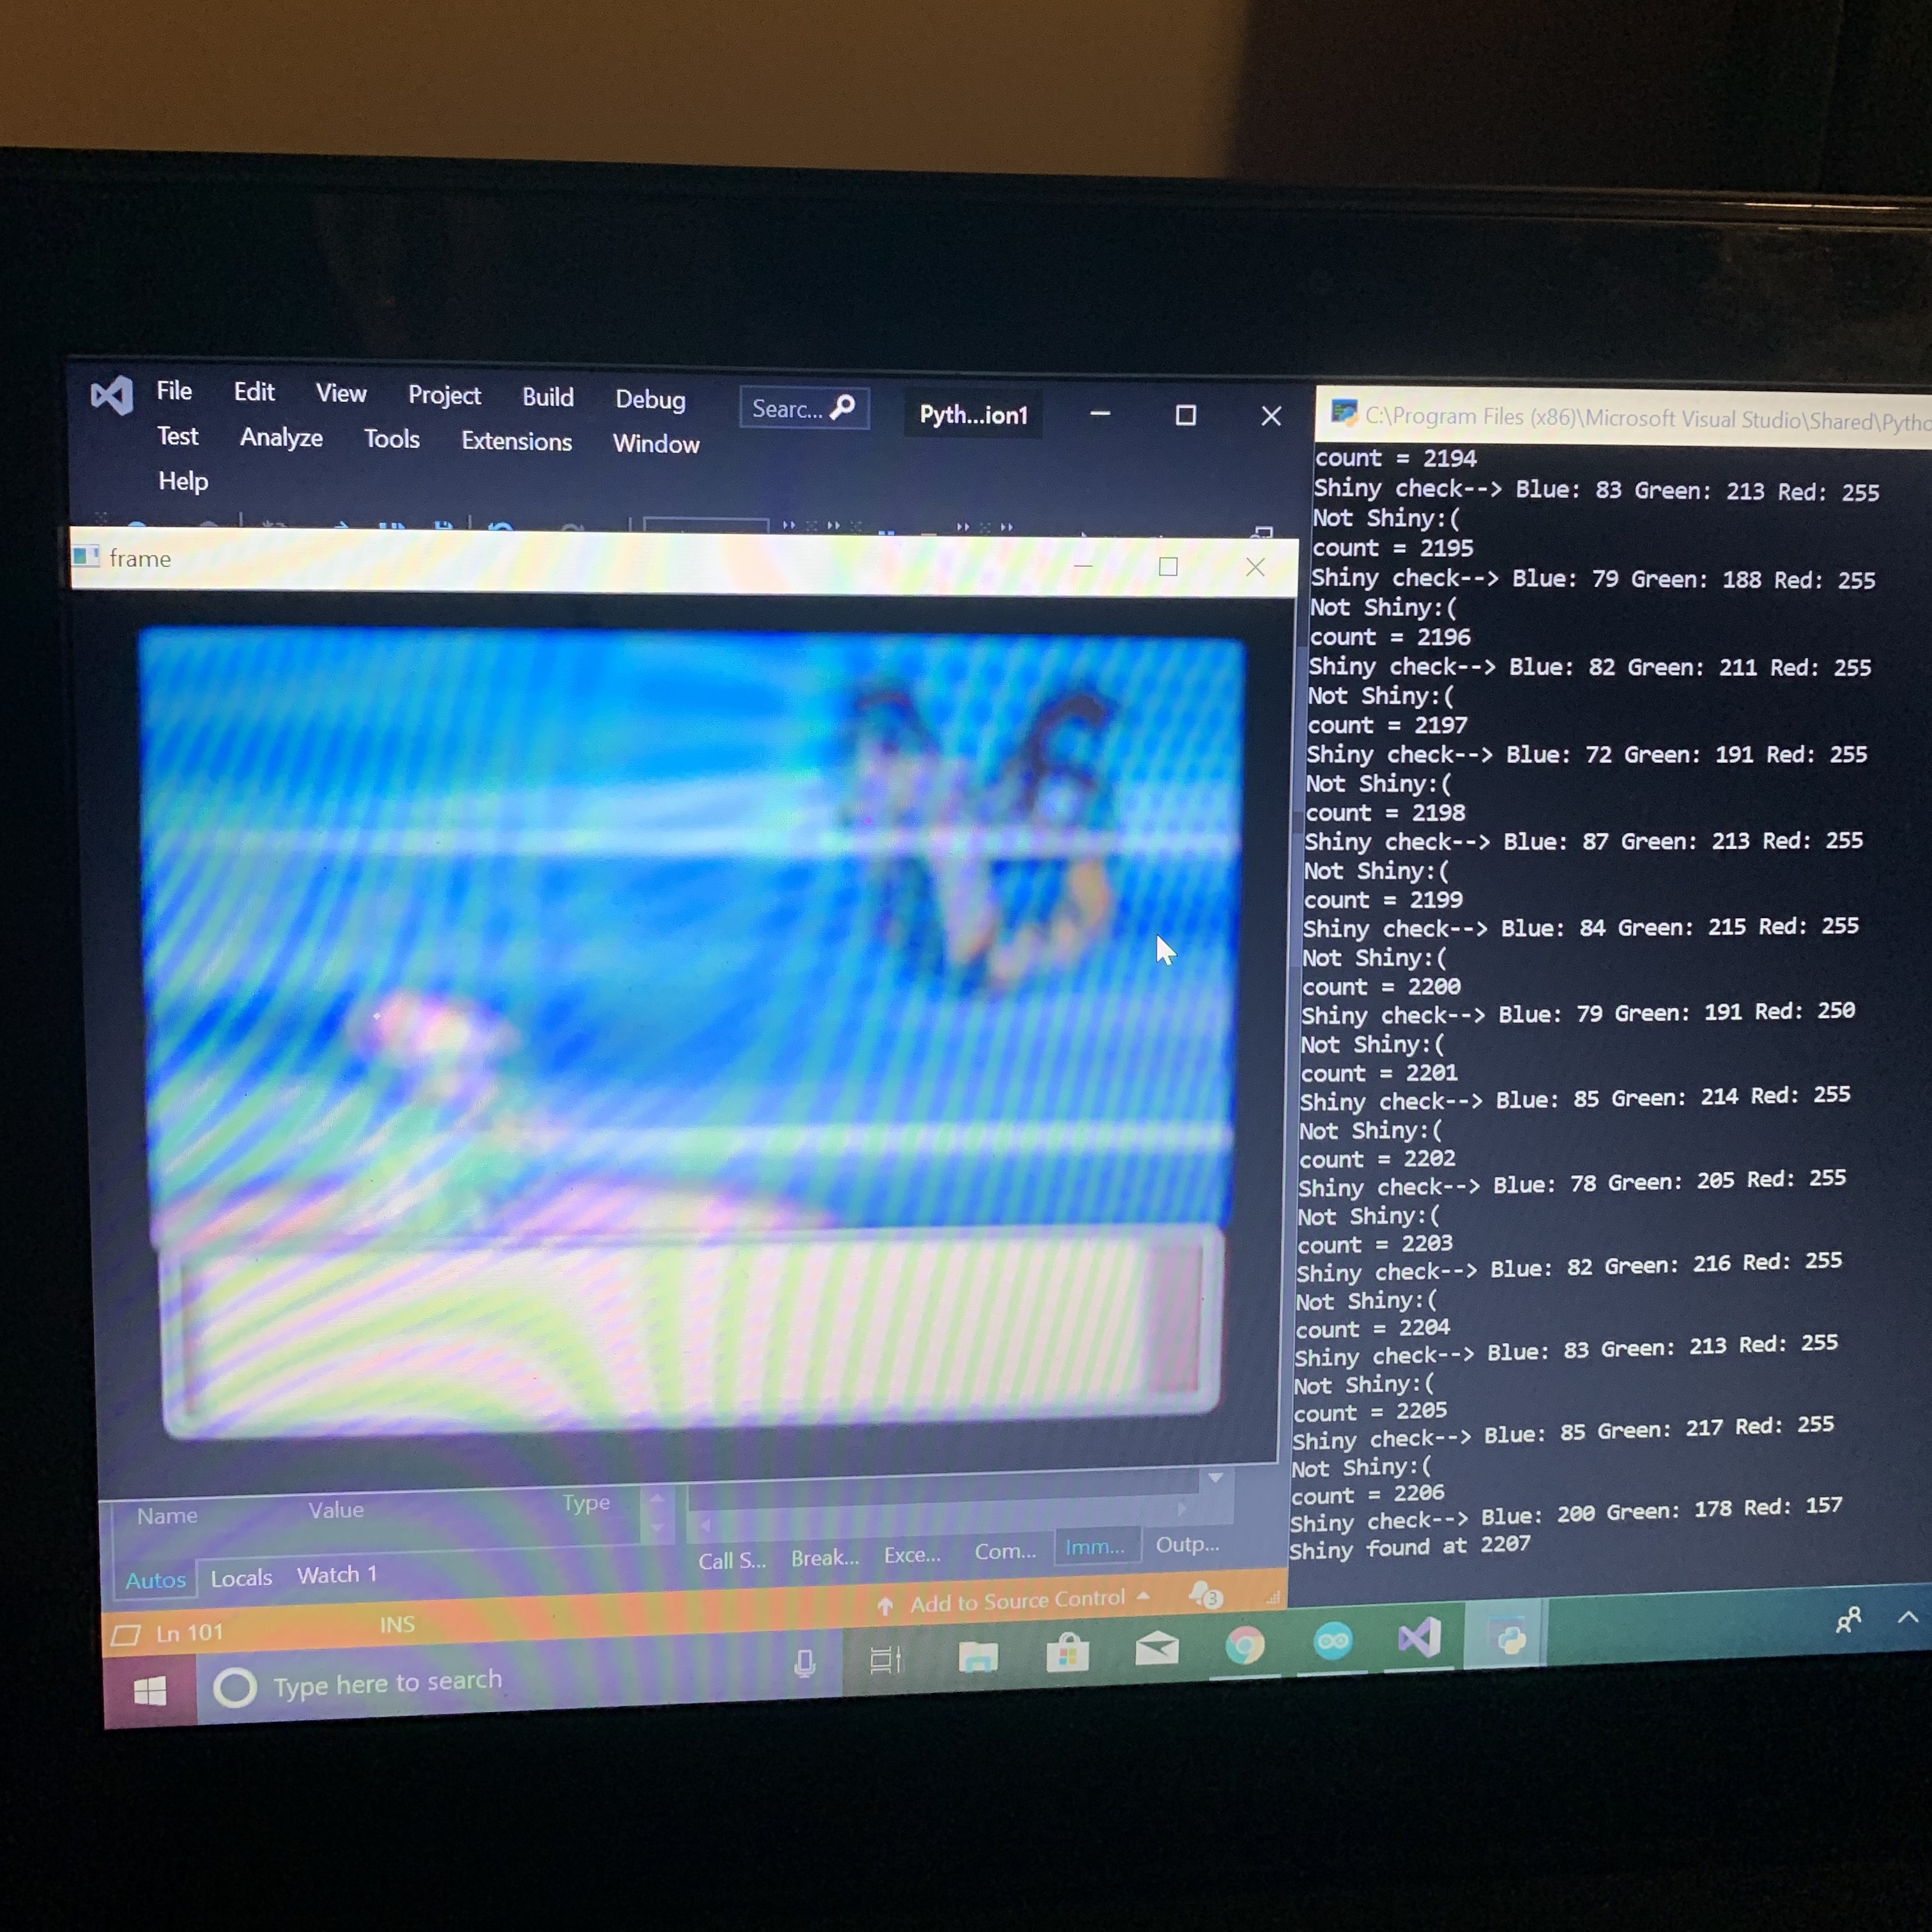 File Edit View Project Build Debug
Test Analyze Tools Extensions Window
Help
Searc...
Pyth...ion1
frame
Name Value Type
Autos Locals Watch 1
Call S... Break... Exce... Com... Imm... Outp...
Add to Source Control
3
Ln 101 INS
Type here to search
C:\Program Files (x86)\Microsoft Visual Studio\Shared\Pytho
count = 2194
Shiny check--> Blue: 83 Green: 213 Red: 255
Not Shiny:(
count = 2195
Shiny check--> Blue: 79 Green: 188 Red: 255
Not Shiny:(
count = 2196
Shiny check--> Blue: 82 Green: 211 Red: 255
Not Shiny:(
count = 2197
Shiny check--> Blue: 72 Green: 191 Red: 255
Not Shiny:(
count = 2198
Shiny check--> Blue: 87 Green: 213 Red: 255
Not Shiny:(
count = 2199
Shiny check--> Blue: 84 Green: 215 Red: 255
Not Shiny:(
count = 2200
Shiny check--> Blue: 79 Green: 191 Red: 250
Not Shiny:(
count = 2201
Shiny check--> Blue: 85 Green: 214 Red: 255
Not Shiny:(
count = 2202
Shiny check--> Blue: 78 Green: 205 Red: 255
Not Shiny:(
count = 2203
Shiny check--> Blue: 82 Green: 216 Red: 255
Not Shiny:(
count = 2204
Shiny check--> Blue: 83 Green: 213 Red: 255
Not Shiny:(
count = 2205
Shiny check--> Blue: 85 Green: 217 Red: 255
Not Shiny:(
count = 2206
Shiny check--> Blue: 200 Green: 178 Red: 157
Shiny found at 2207